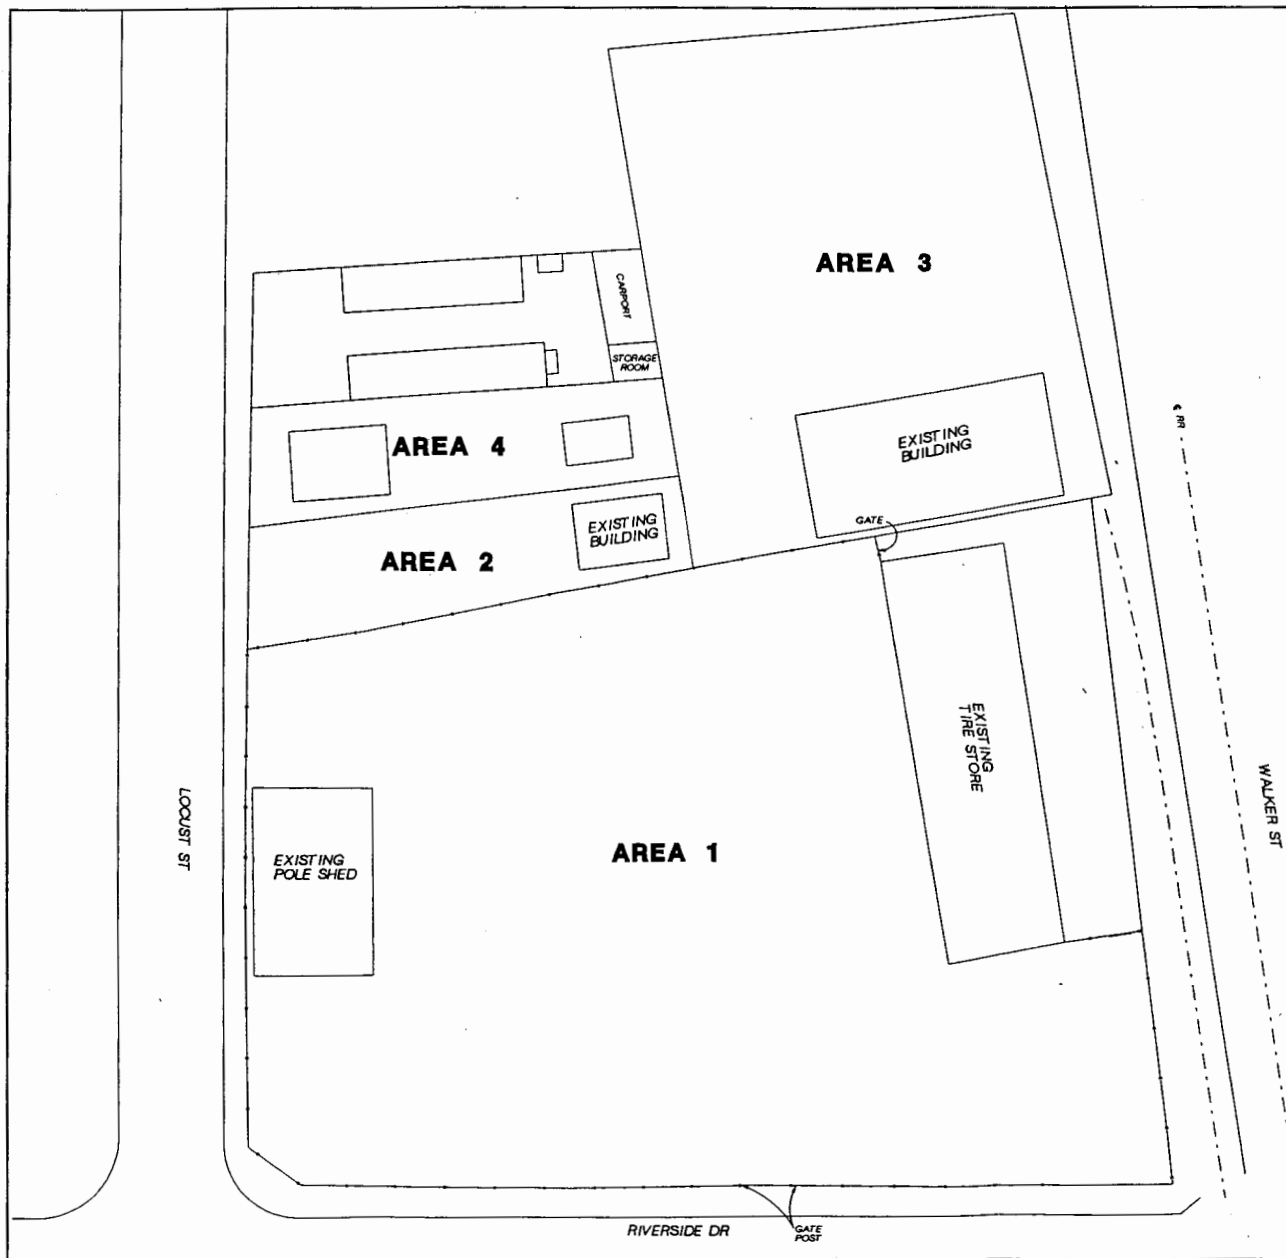 AREA 3
CARPORT
STORAGE
ROOM
℄ RR
EXISTING
BUILDING
AREA 4
GATE
EXISTING
BUILDING
AREA 2
EXISTING
TIRE STORE
WALKER ST
LOCUST ST
AREA 1
EXISTING
POLE SHED
RIVERSIDE DR
GATE
POST